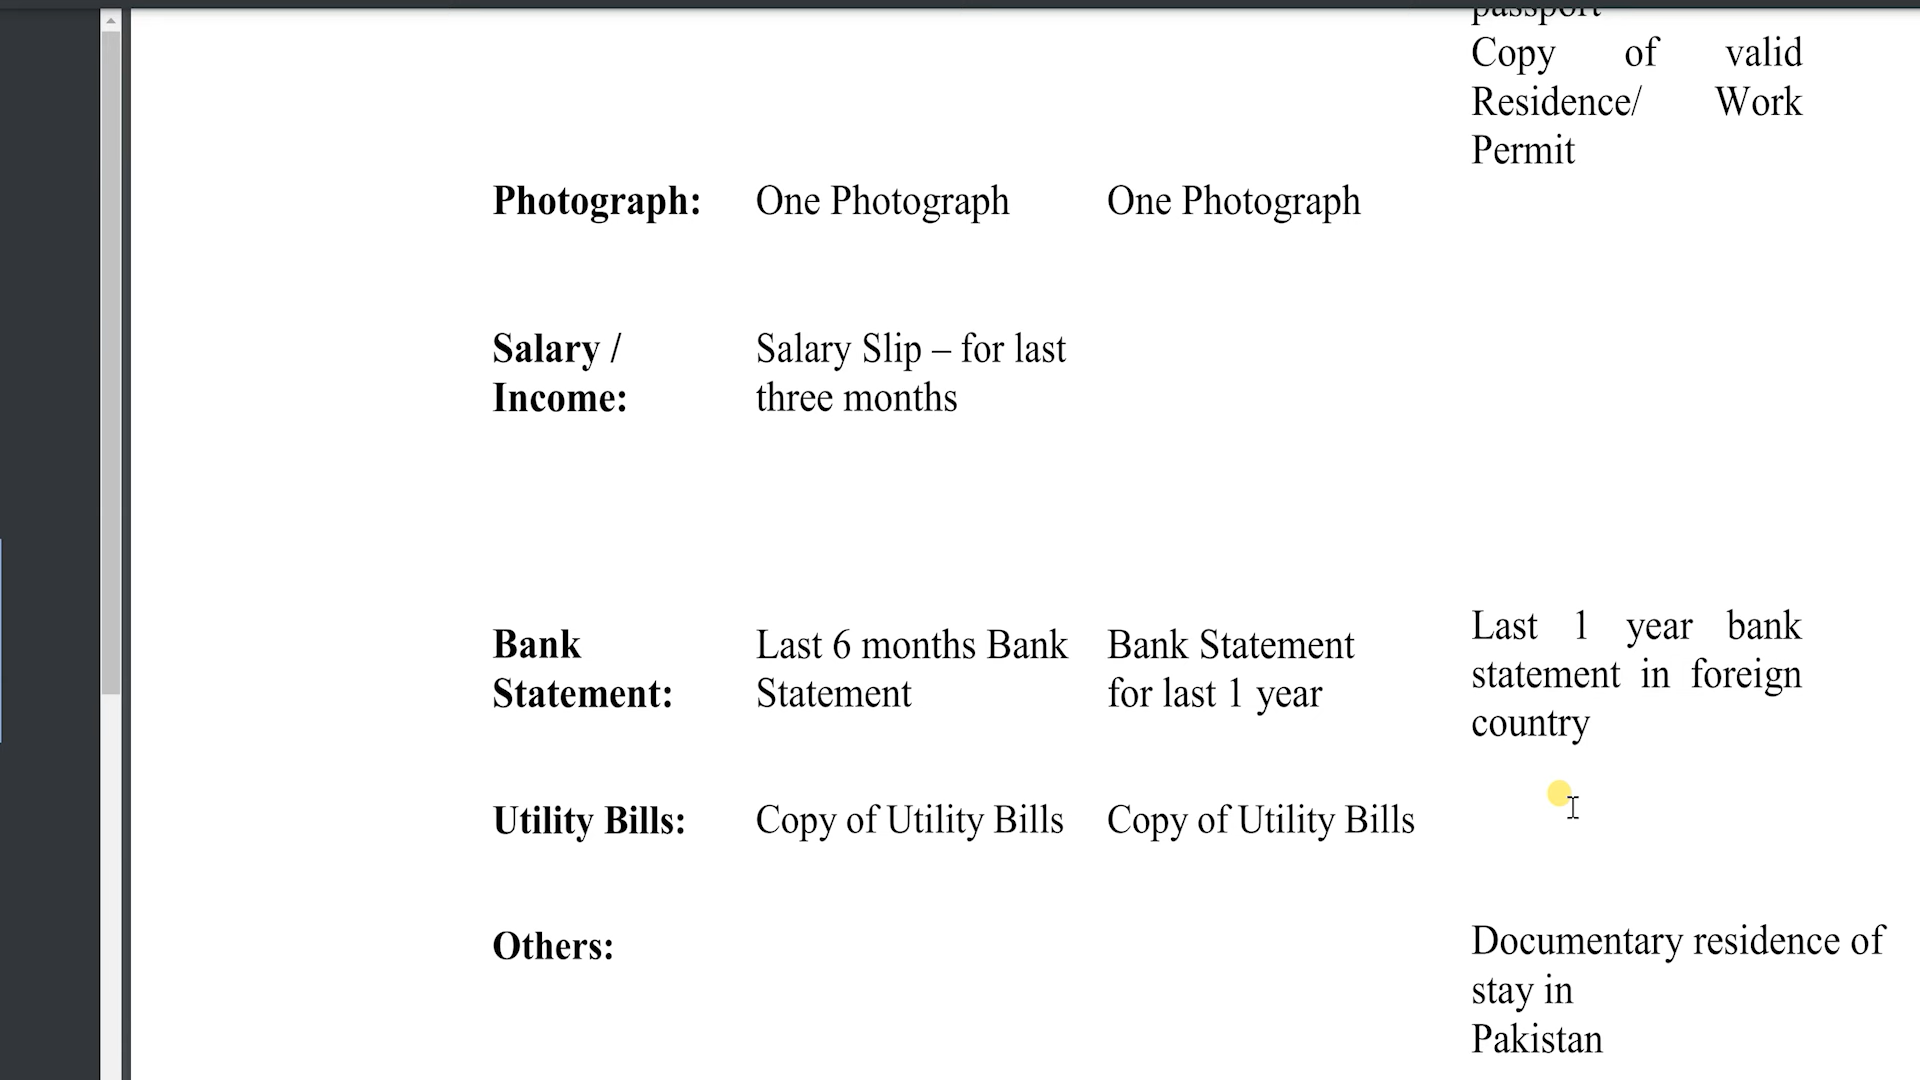 passport
Copy of valid
Residence/ Work
Permit
Photograph: One Photograph One Photograph
Salary / Salary Slip – for last
Income: three months
Last 1 year bank
Bank Last 6 months Bank Bank Statement
statement in foreign
Statement: Statement for last 1 year
country
Utility Bills: Copy of Utility Bills Copy of Utility Bills
Others: Documentary residence of
stay in
Pakistan